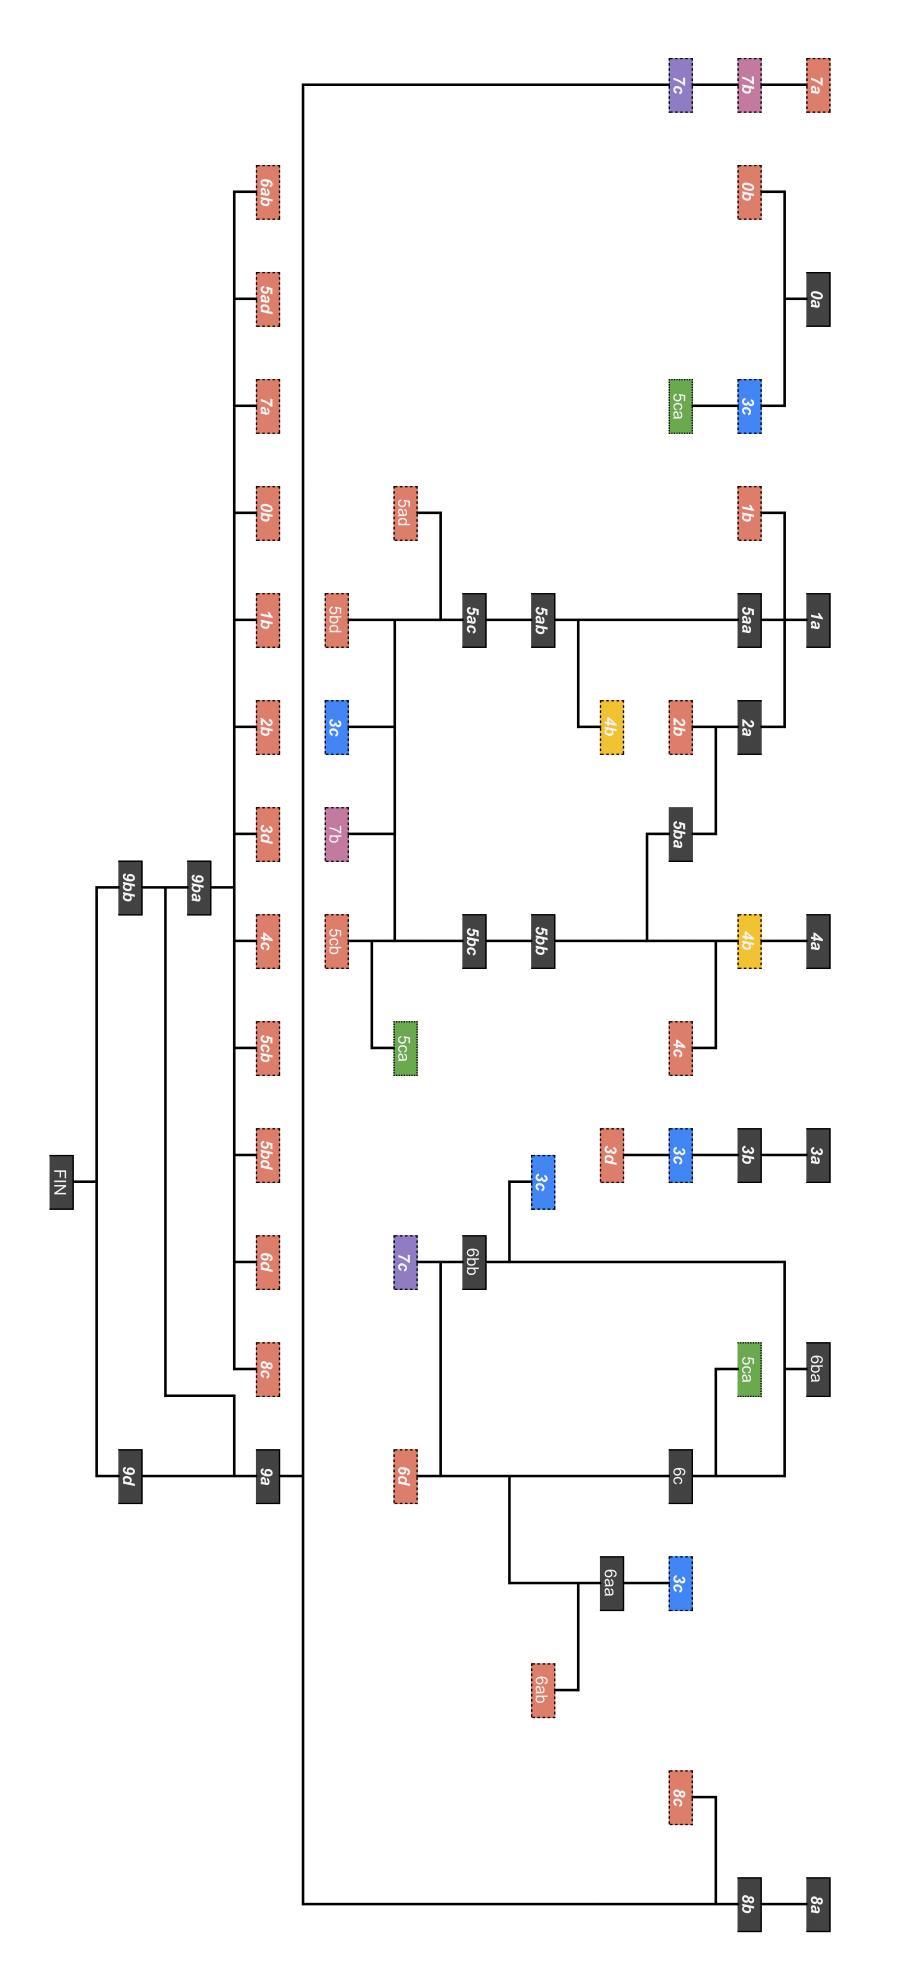 7a 0a 1a 4a 3a 6ba 8a
7b 0b 3c 1b 5aa 2a 4b 3b 5ca 8b
7c 5ca 2b 5ba 4c 3c 6c 3c 8c
4b 3d 6aa
5ab 5bb 3c 6ab
5ac 5bc 6bb
5ad 5ca 7c 6d
5bd 3c 7b 5cb
6ab 5ad 7a 0b 1b 2b 3d 4c 5cb 5bd 6d 8c 9a
9ba
9bb 9d
FIN